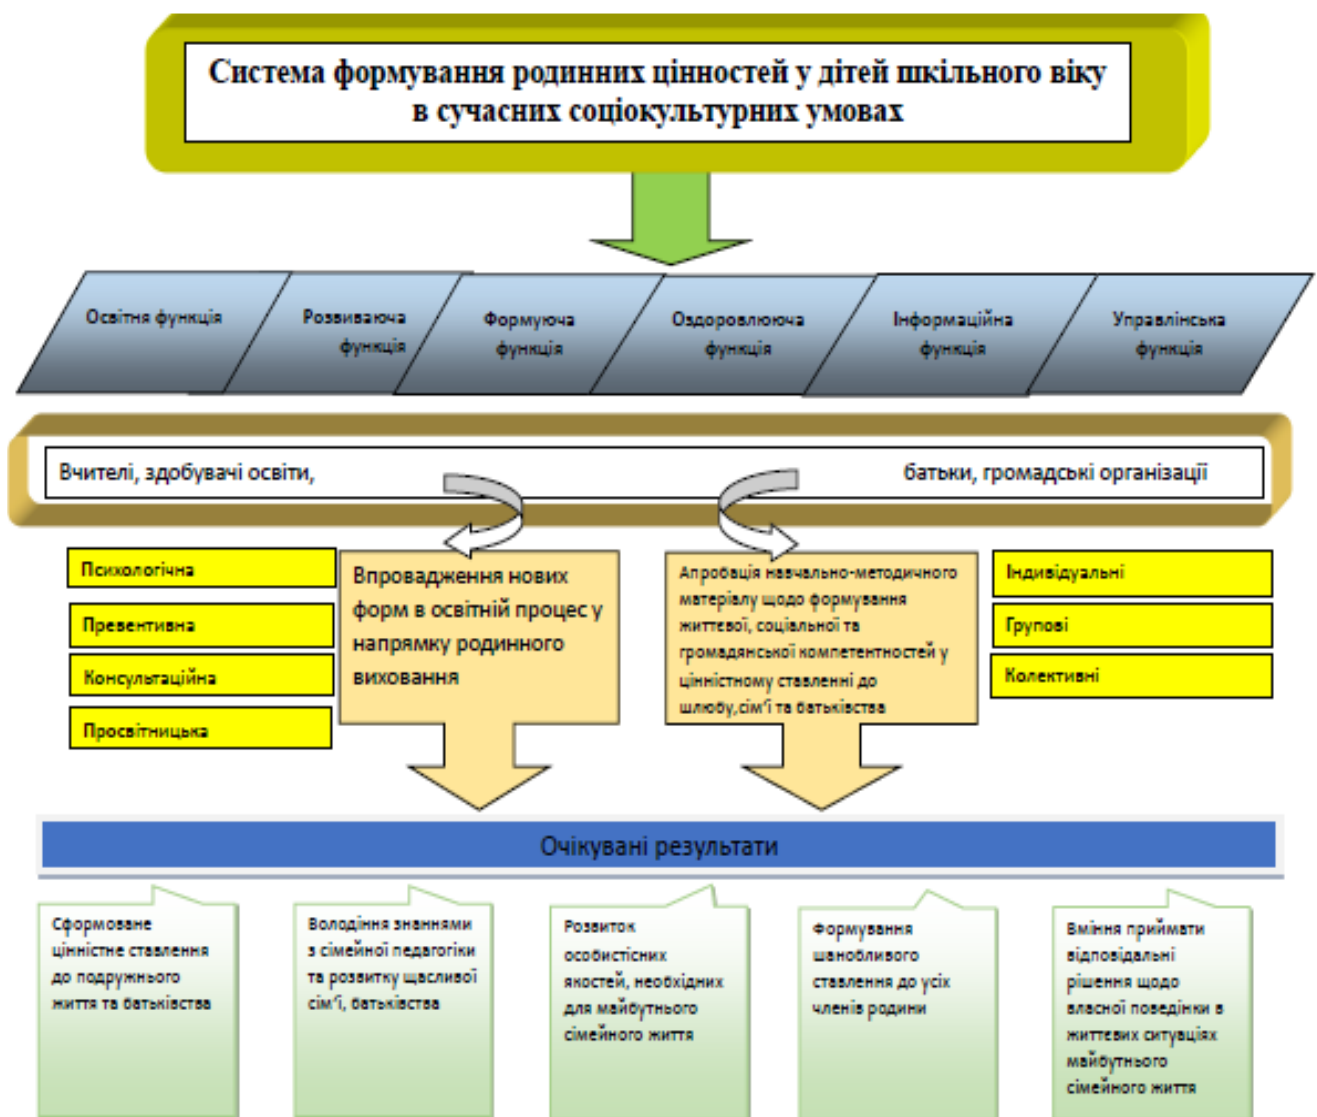 Система формування родинних цінностей у дітей шкільного віку
в сучасних соціокультурних умовах
Освітня функція
Розвиваюча
функція
Формуюча
функція
Оздоровлююча
функція
Інформаційна
функція
Управлінська
функція
Вчителі, здобувачі освіти,
батьки, громадські організації
Психологічна
Превентивна
Консультаційна
Просвітницька
Впровадження нових
форм в освітній процес у
напрямку родинного
виховання
Апробація навчально-методичного
матеріалу щодо формування
життєвої, соціальної та
громадянської компетентностей у
ціннісному ставленні до
шлюбу,сім'ї та батьківства
Індивідуальні
Групові
Колективні
Очікувані результати
Сформоване
ціннісне ставлення
до подружнього
життя та батьківства
Володіння знаннями
з сімейної педагогіки
та розвитку щасливої
сім'ї, батьківства
Розвиток
особистісних
якостей, необхідних
для майбутнього
сімейного життя
Формування
шанобливого
ставлення до усіх
членів родини
Вміння приймати
відповідальні
рішення щодо
власної поведінки в
життєвих ситуаціях
майбутнього
сімейного життя